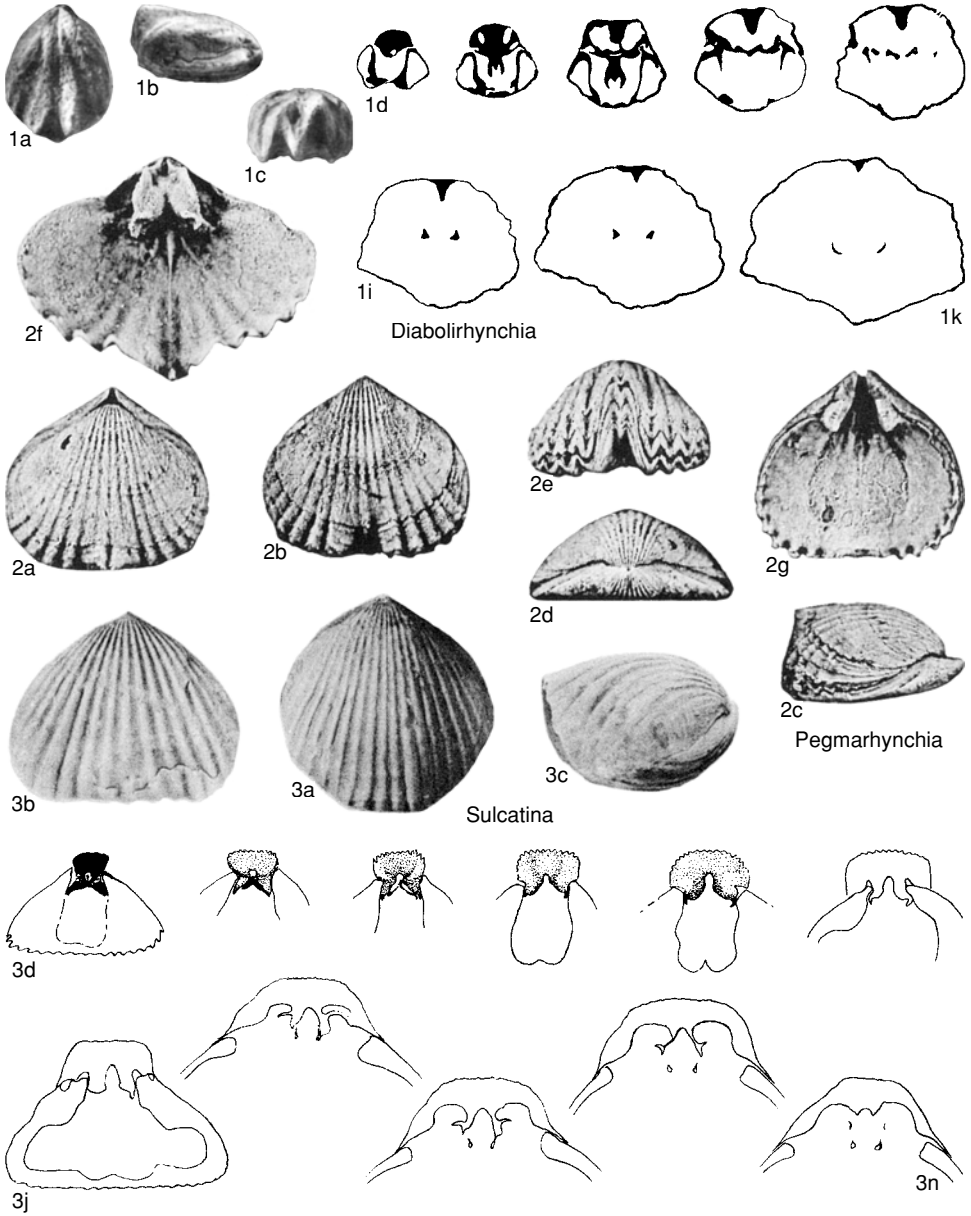 1a
1b
1c
1d
2f
1i
1k
Diabolirhynchia
2a
2b
2e
2d
2g
2c
Pegmarhynchia
3b
3a
3c
Sulcatina
3d
3j
3n